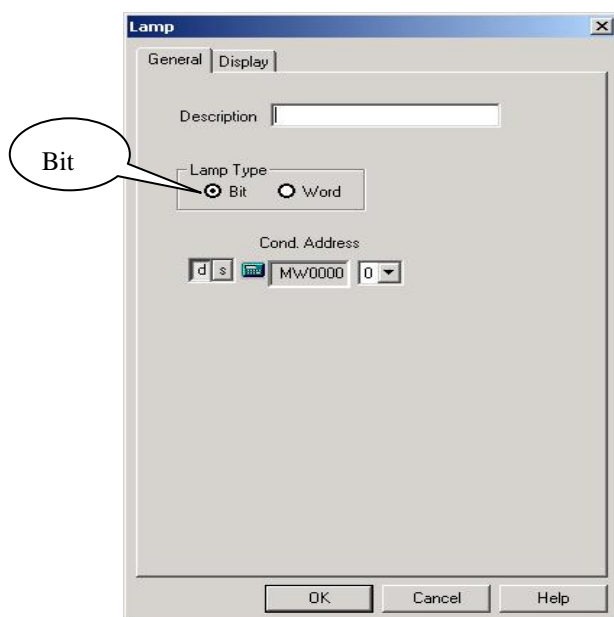 Lamp
General Display
Description
Bit
Lamp Type
Bit Word
Cond. Address
d s MW0000 0
OK Cancel Help